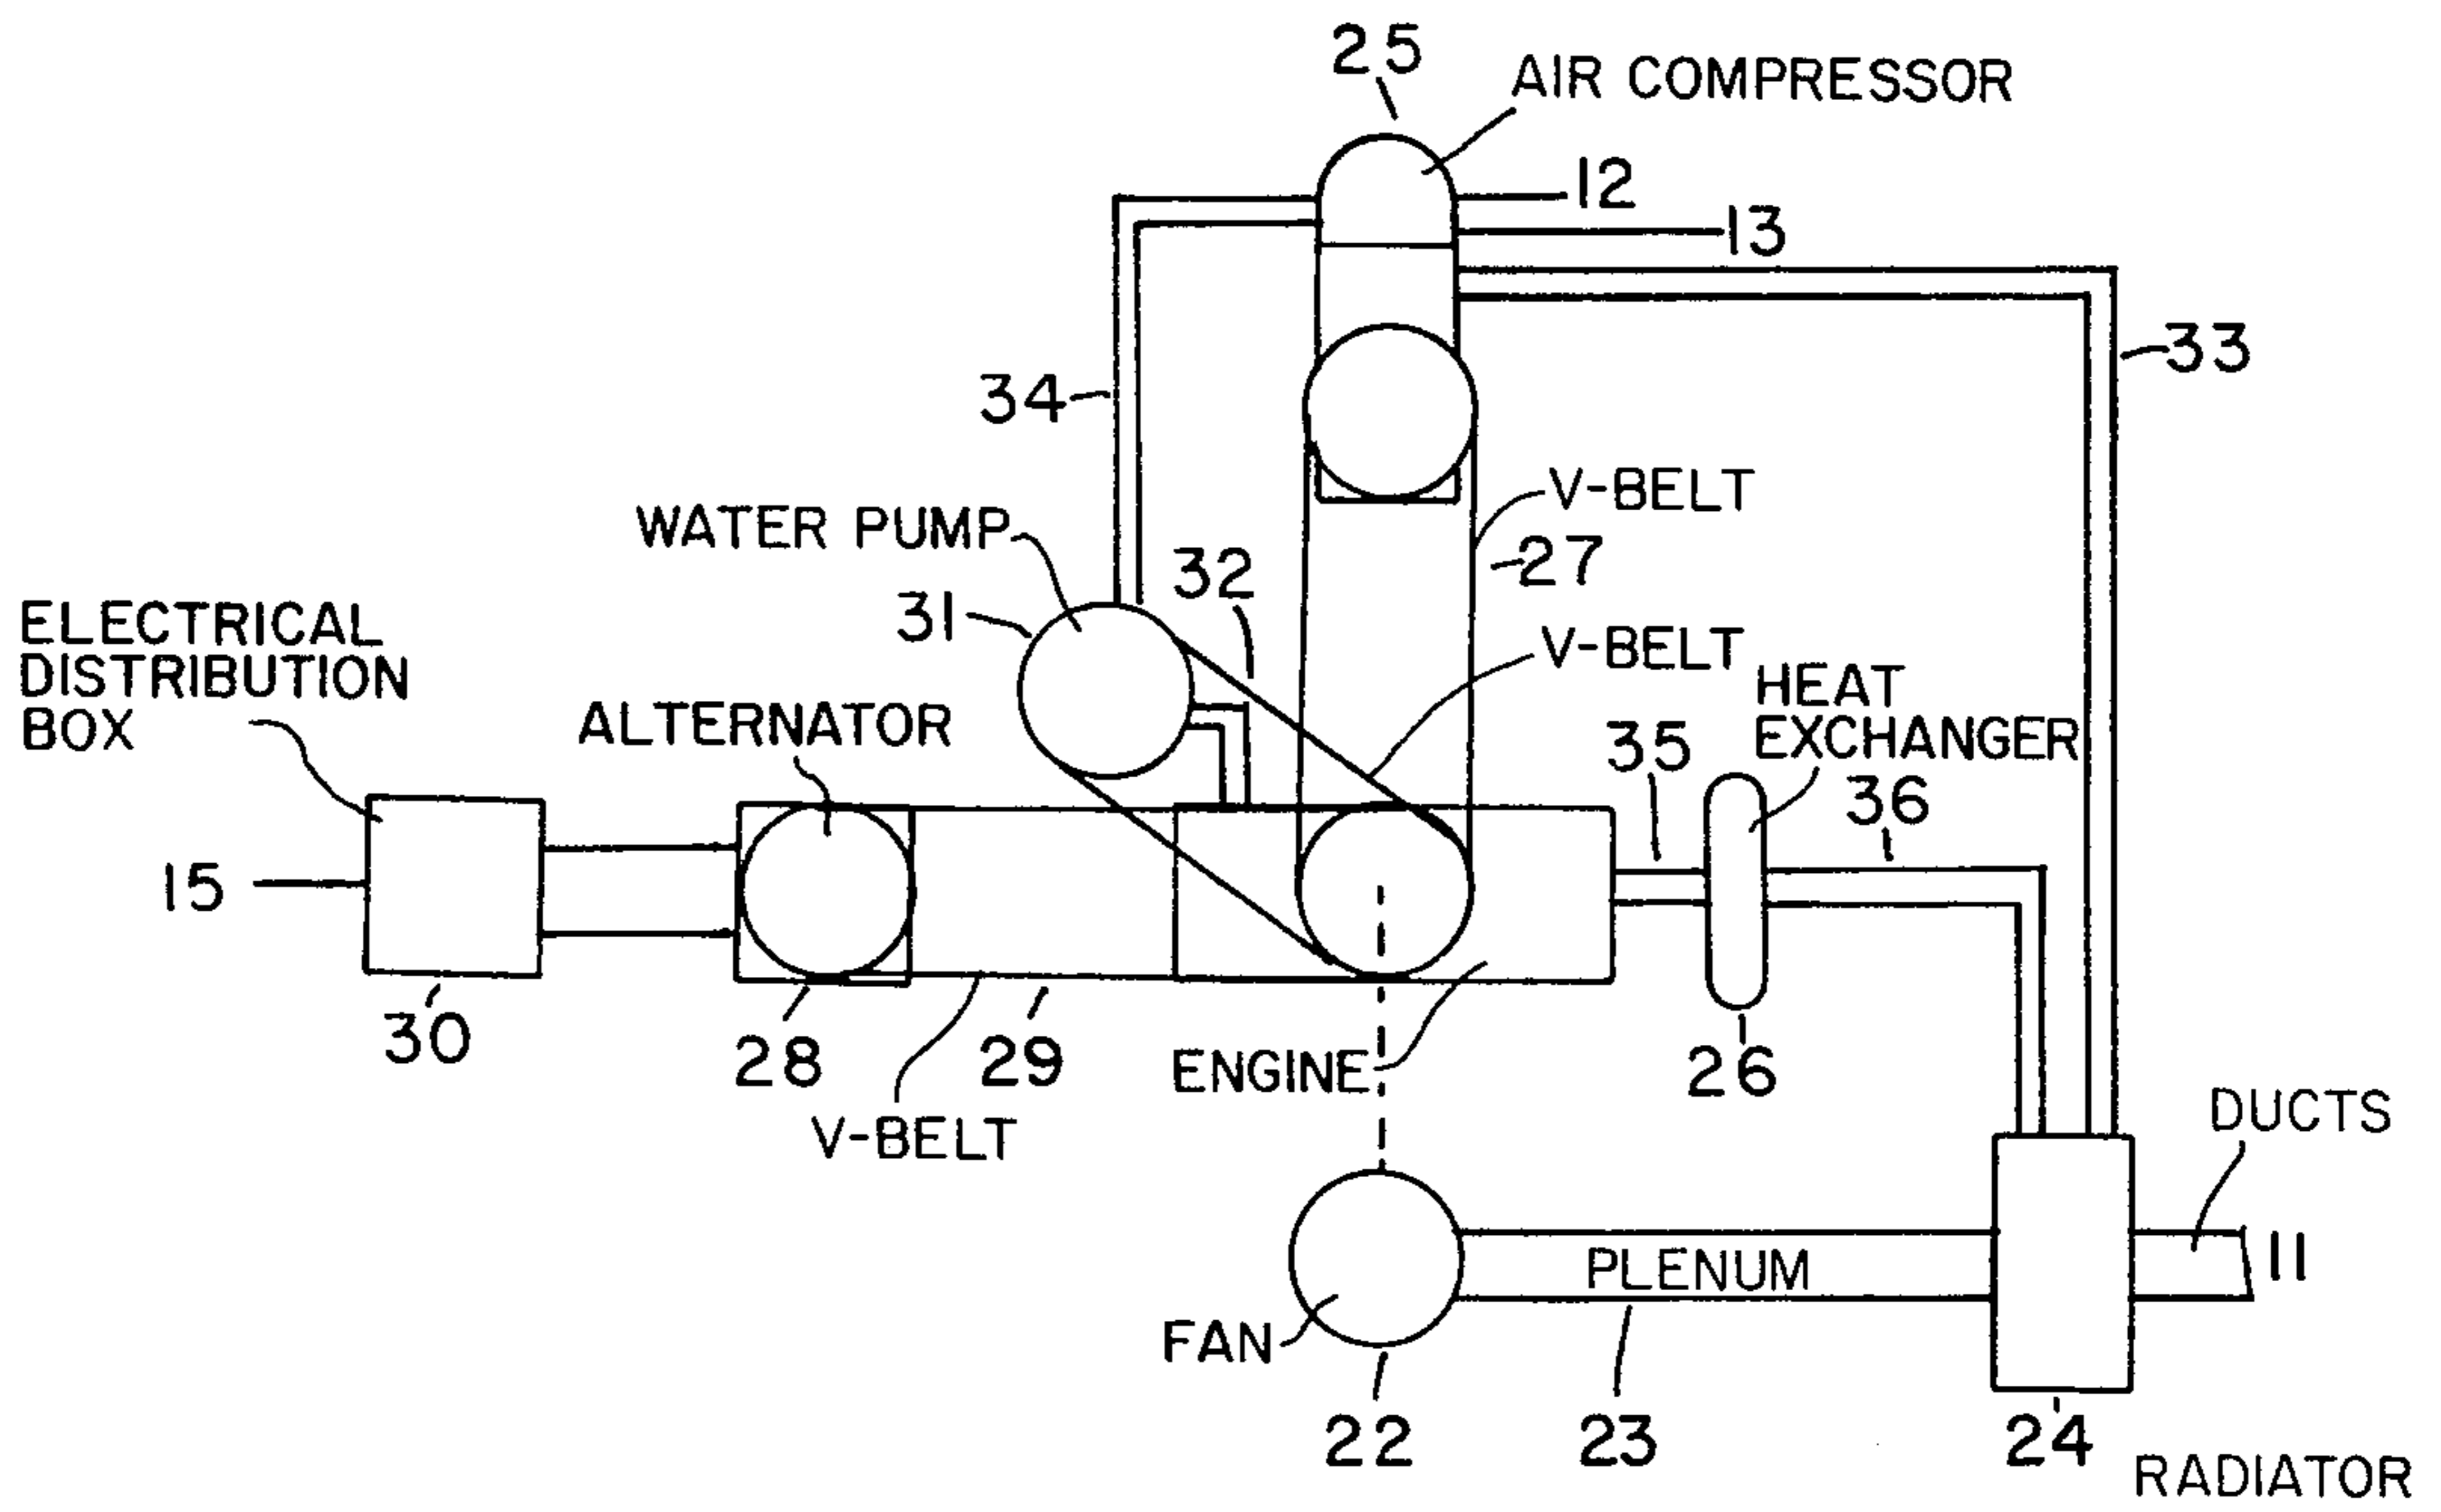 25
AIR COMPRESSOR
12
13
33
34
V-BELT
27
WATER PUMP
32
31
ELECTRICAL
DISTRIBUTION
BOX
V-BELT
HEAT
EXCHANGER
ALTERNATOR
35
36
15
30
28
29
ENGINE
26
V-BELT
DUCTS
PLENUM
11
FAN
22
23
24
RADIATOR